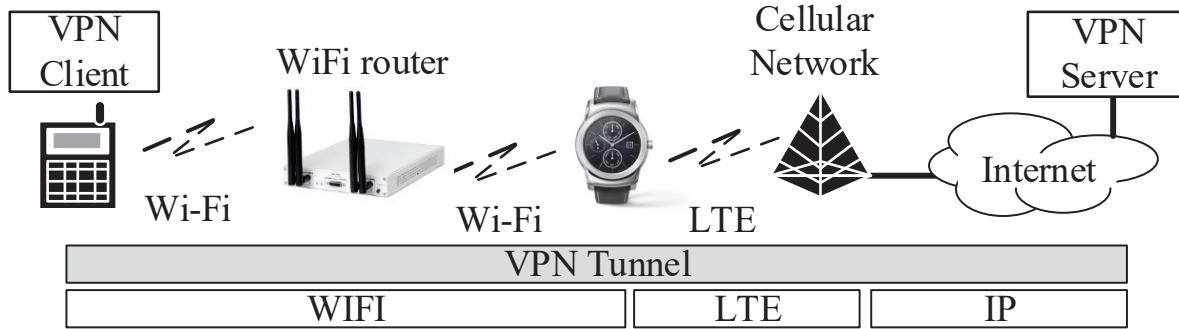 VPN
Client
WiFi router
Cellular
Network
VPN
Server
Internet
Wi-Fi
Wi-Fi
LTE
VPN Tunnel
WIFI
LTE
IP